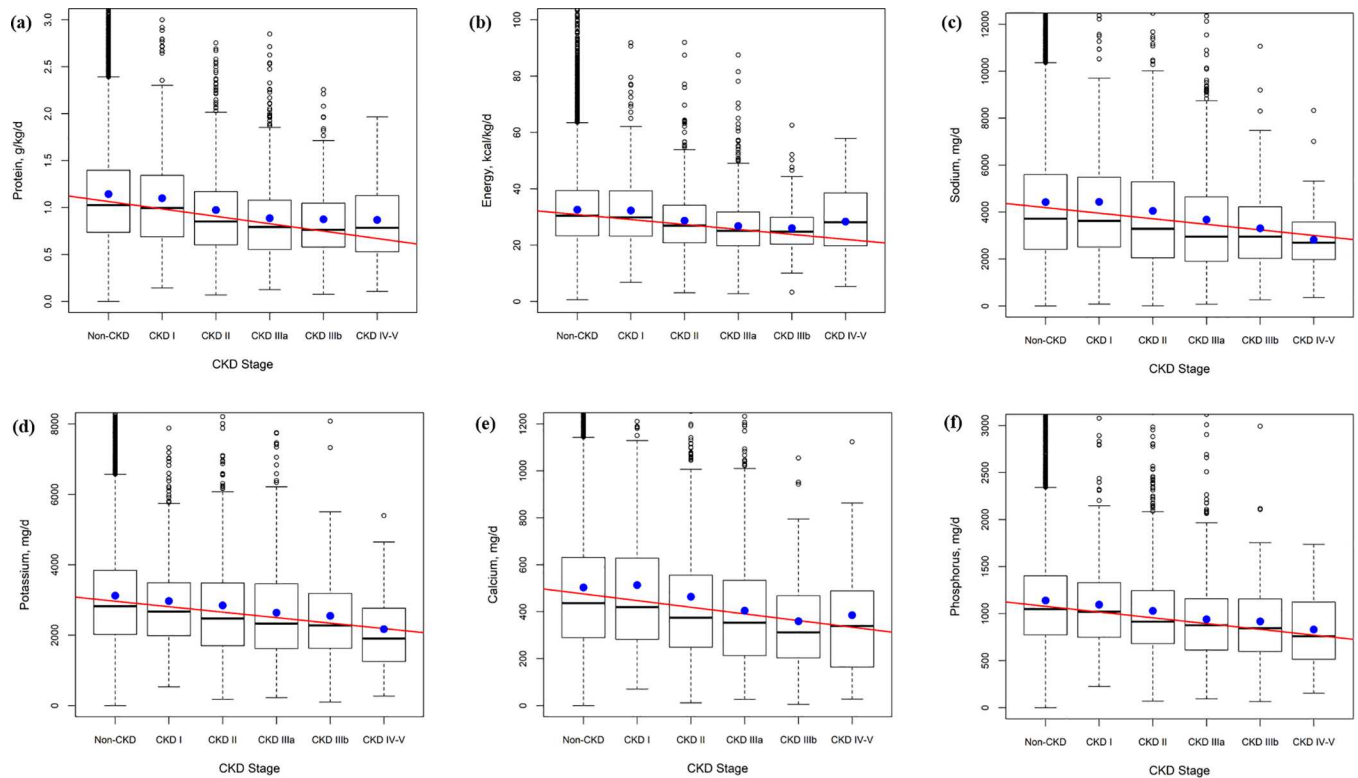 (a)
Protein, g/kg/d
3.0
2.5
2.0
1.5
1.0
0.5
0.0
Non-CKD CKD I CKD II CKD IIIa CKD IIIb CKD IV-V
CKD Stage
(b)
Energy, kcal/kg/d
100
80
60
40
20
0
Non-CKD CKD I CKD II CKD IIIa CKD IIIb CKD IV-V
CKD Stage
(c)
Sodium, mg/d
12000
10000
8000
6000
4000
2000
0
Non-CKD CKD I CKD II CKD IIIa CKD IIIb CKD IV-V
CKD Stage
(d)
Potassium, mg/d
8000
6000
4000
2000
0
Non-CKD CKD I CKD II CKD IIIa CKD IIIb CKD IV-V
CKD Stage
(e)
Calcium, mg/d
1200
1000
800
600
400
200
0
Non-CKD CKD I CKD II CKD IIIa CKD IIIb CKD IV-V
CKD Stage
(f)
Phosphorus, mg/d
3000
2500
2000
1500
1000
500
0
Non-CKD CKD I CKD II CKD IIIa CKD IIIb CKD IV-V
CKD Stage